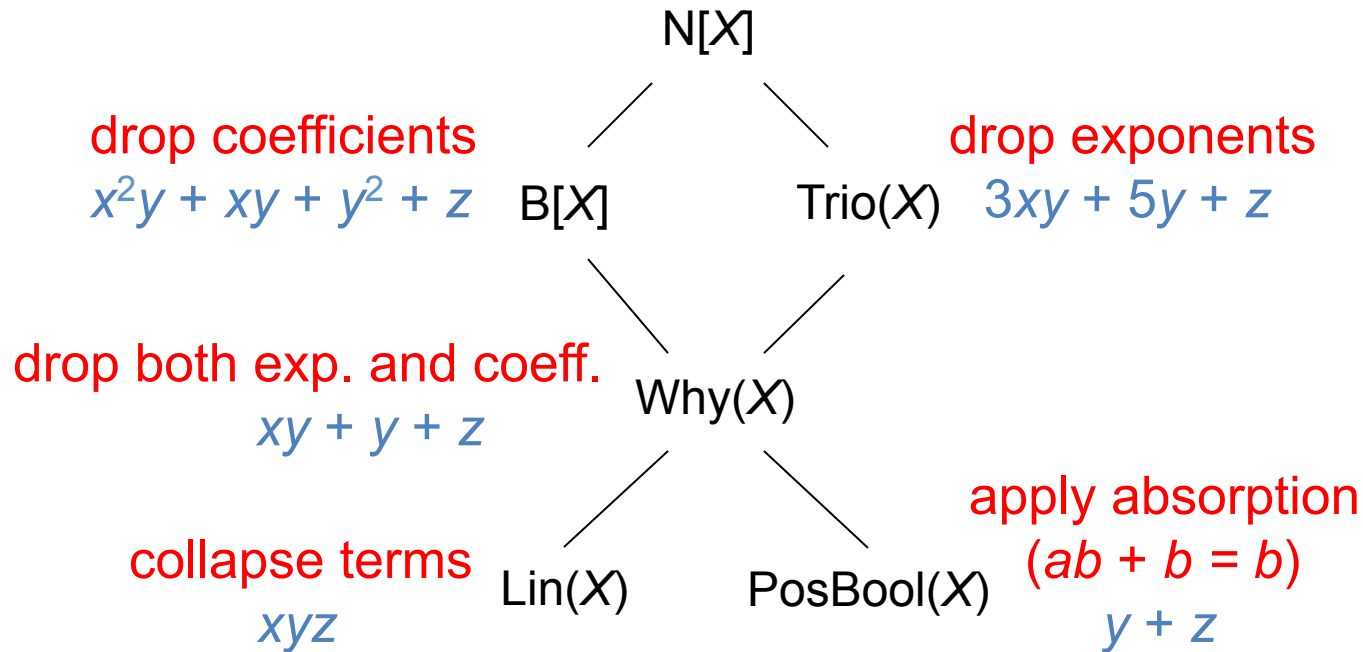 N[X]
drop coefficients
x²y + xy + y² + z
B[X]
drop exponents
Trio(X)
3xy + 5y + z
drop both exp. and coeff.
xy + y + z
Why(X)
collapse terms
xyz
Lin(X)
apply absorption
(ab + b = b)
PosBool(X)
y + z